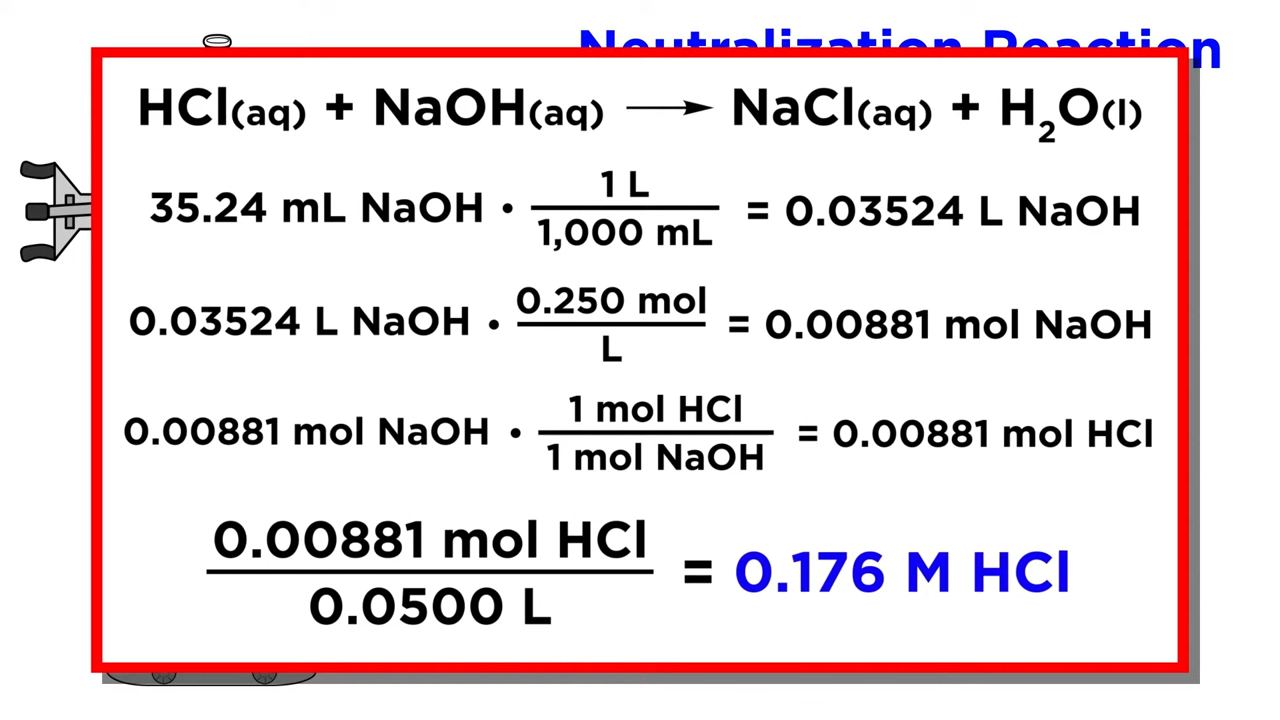 Neutralization Reaction
HCl(aq) + NaOH(aq) ⟶ NaCl(aq) + H₂O(l)
35.24 mL NaOH · 1 L / 1,000 mL = 0.03524 L NaOH
0.03524 L NaOH · 0.250 mol / L = 0.00881 mol NaOH
0.00881 mol NaOH · 1 mol HCl / 1 mol NaOH = 0.00881 mol HCl
0.00881 mol HCl / 0.0500 L = 0.176 M HCl